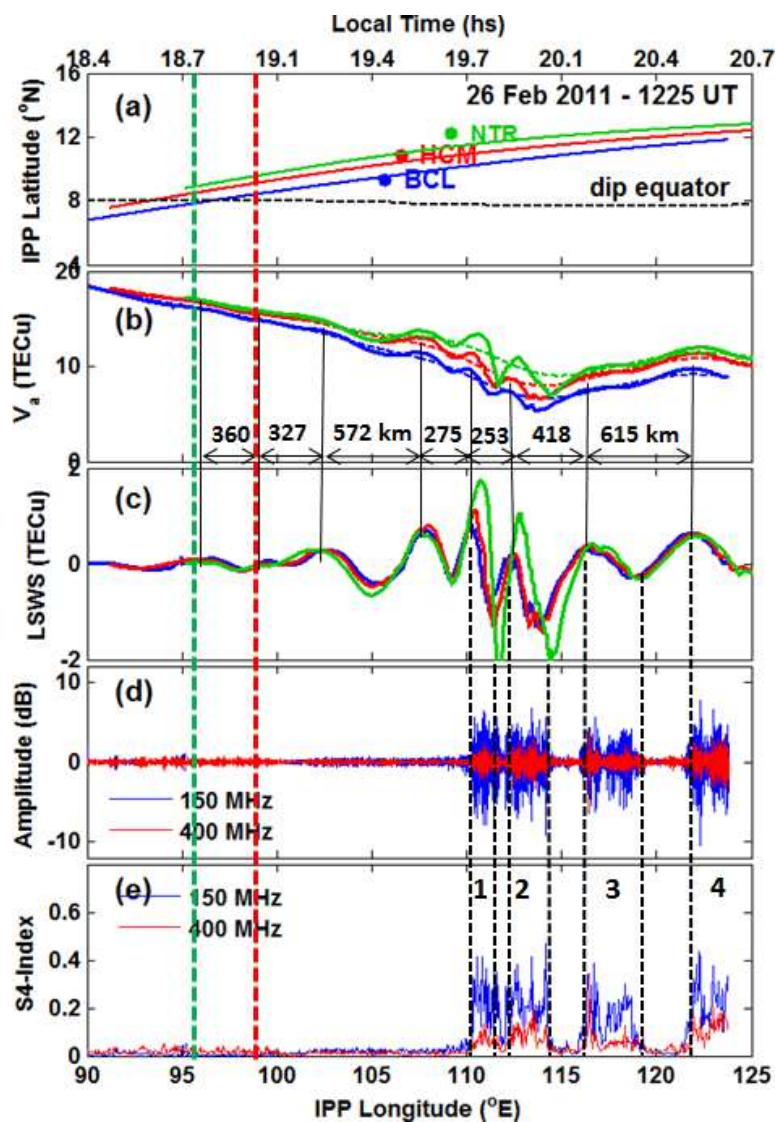 Local Time (hs)
18.4 18.7 19.1 19.4 19.7 20.1 20.4 20.7
(a)
26 Feb 2011 - 1225 UT
NTR
HCM
BCL
dip equator
IPP Latitude (°N)
16
12
8
4
(b)
Va (TECu)
20
10
0
360 327 572 km 275 253 418 615 km
(c)
LSWS (TECu)
2
0
-2
(d)
Amplitude (dB)
10
0
-10
150 MHz
400 MHz
(e)
1 2 3 4
150 MHz
400 MHz
S4-Index
0.6
0.4
0.2
0
90 95 100 105 110 115 120 125
IPP Longitude (°E)